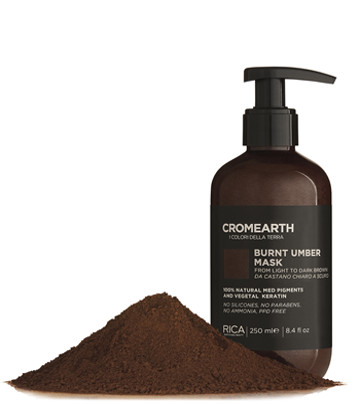 CROMEARTH
I COLORI DELLA TERRA
BURNT UMBER
MASK
FROM LIGHT TO DARK BROWN
DA CASTANO CHIARO A SCURO
100% NATURAL MED PIGMENTS
AND VEGETAL KERATIN
NO SILICONES, NO PARABENS,
NO AMMONIA, PPD FREE
RICA 250 ml e 8.4 fl oz